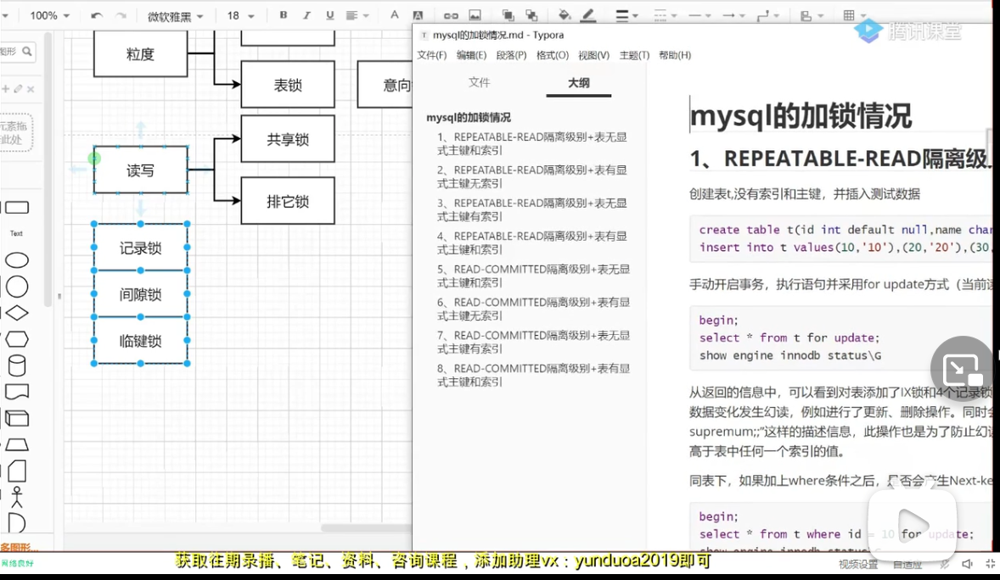 100%
微软雅黑
18
B
I
U
A
A
腾讯课堂
图形
元素拖
此处
Text
多图形...
网络良好
粒度
表锁
意向
共享锁
读写
排它锁
记录锁
间隙锁
临键锁
T mysql的加锁情况.md - Typora
文件(F) 编辑(E) 段落(P) 格式(O) 视图(V) 主题(T) 帮助(H)
文件
大纲
mysql的加锁情况
1、REPEATABLE-READ隔离级别+表无显
式主键和索引
2、REPEATABLE-READ隔离级别+表有显
式主键无索引
3、REPEATABLE-READ隔离级别+表无显
式主键有索引
4、REPEATABLE-READ隔离级别+表有显
式主键和索引
5、READ-COMMITTED隔离级别+表无显
式主键和索引
6、READ-COMMITTED隔离级别+表有显
式主键无索引
7、READ-COMMITTED隔离级别+表无显
式主键有索引
8、READ-COMMITTED隔离级别+表有显
式主键和索引
mysql的加锁情况
1、REPEATABLE-READ隔离级
创建表t,没有索引和主键，并插入测试数据
create table t(id int default null,name char
insert into t values(10,'10'),(20,'20'),(30,
手动开启事务，执行语句并采用for update方式（当前读
begin;
select * from t for update;
show engine innodb status\G
从返回的信息中，可以看到对表添加了IX锁和4个记录锁
数据变化发生幻读，例如进行了更新、删除操作。同时会
supremum;;"这样的描述信息，此操作也是为了防止幻读
高于表中任何一个索引的值。
同表下，如果加上where条件之后，是否会产生Next-ke
begin;
select * from t where id = 10 for update;
show engine innodb status\G
获取往期录播、笔记、资料、咨询课程，添加助理vx：yunduoa2019即可
视频设置 自适应